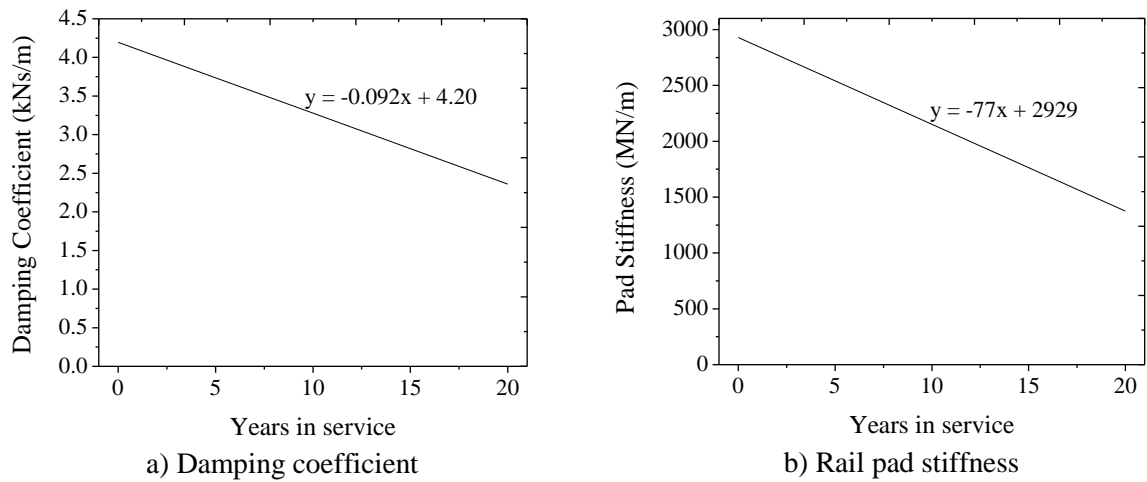 4.5
4.0
3.5
3.0
2.5
2.0
1.5
1.0
0.5
0.0
Damping Coefficient (kNs/m)
y = -0.092x + 4.20
0 5 10 15 20
Years in service
a) Damping coefficient
3000
2500
2000
1500
1000
500
0
Pad Stiffness (MN/m)
y = -77x + 2929
0 5 10 15 20
Years in service
b) Rail pad stiffness